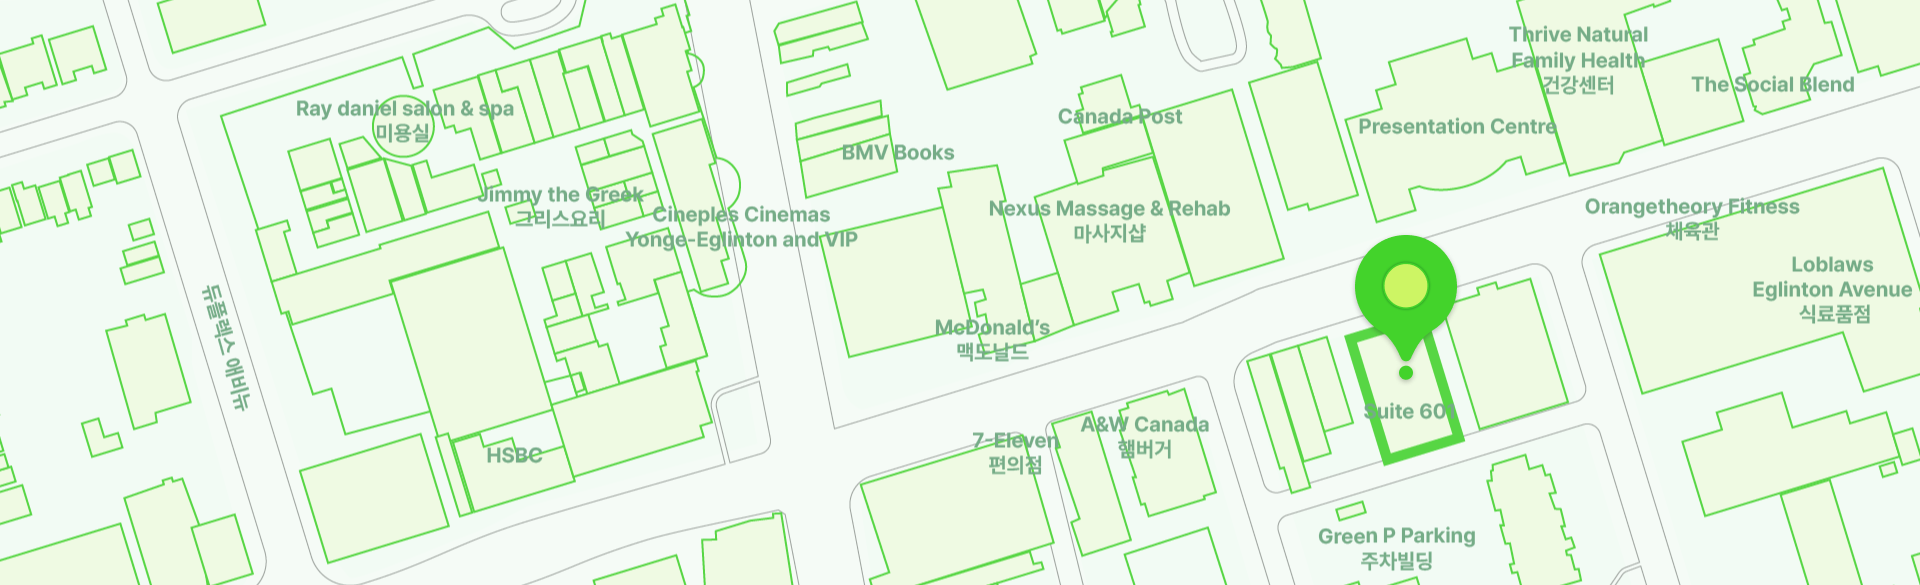 Thrive Natural
Family Health
건강센터
The Social Blend
Ray daniel salon & spa
미용실
Canada Post
Presentation Centre
BMV Books
Jimmy the Greek
그리스요리
Cineples Cinemas
Yonge-Eglinton and VIP
Nexus Massage & Rehab
마사지샵
Orangetheory Fitness
체육관
Loblaws
Eglinton Avenue
식료품점
듀플렉스 애비뉴
McDonald's
맥도날드
Suite 601
A&W Canada
햄버거
7-Eleven
편의점
HSBC
Green P Parking
주차빌딩